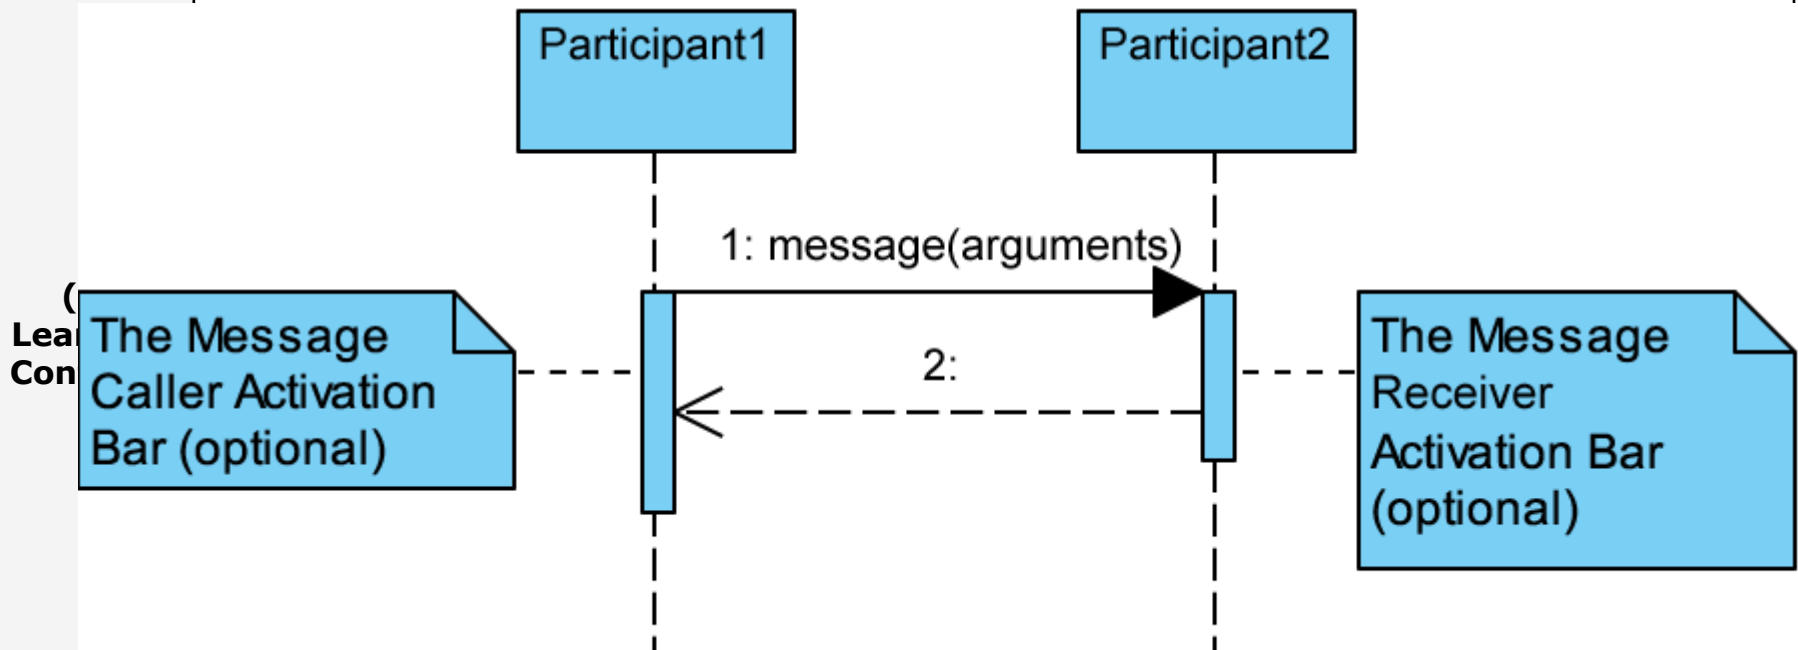 Participant1
Participant2
1: message(arguments)
(
The Message
Caller Activation
Bar (optional)
2:
The Message
Receiver
Activation Bar
(optional)